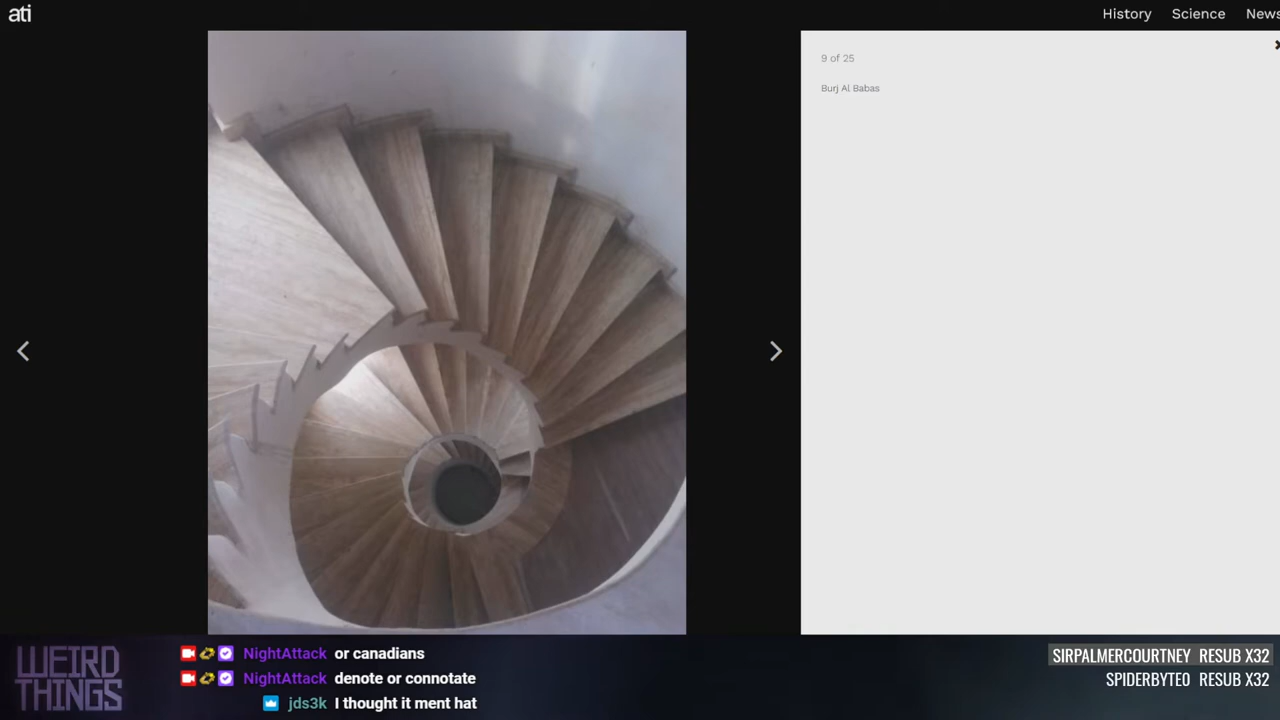 ati
History Science News
9 of 25
Burj Al Babas
WEIRD THINGS
NightAttack or canadians
NightAttack denote or connotate
jds3k I thought it ment hat
SIRPALMERCOURTNEY RESUB X32
SPIDERBYTE0 RESUB X32